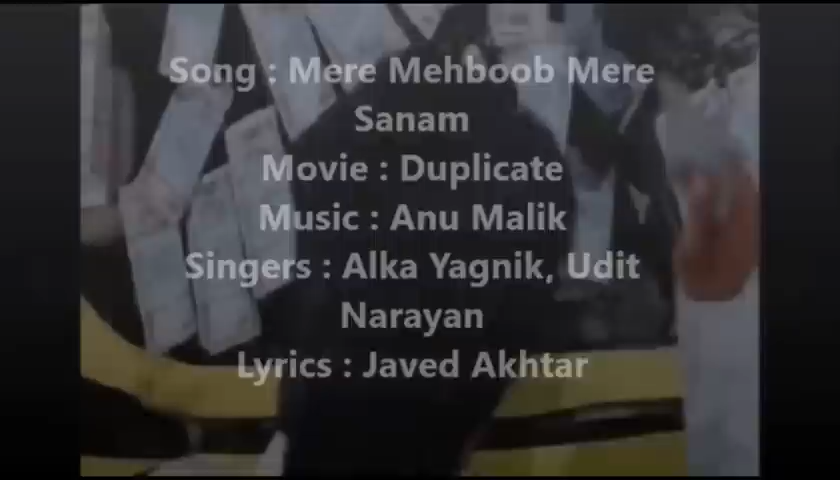 Song : Mere Mehboob Mere
Sanam
Movie : Duplicate
Music : Anu Malik
Singers : Alka Yagnik, Udit
Narayan
Lyrics : Javed Akhtar